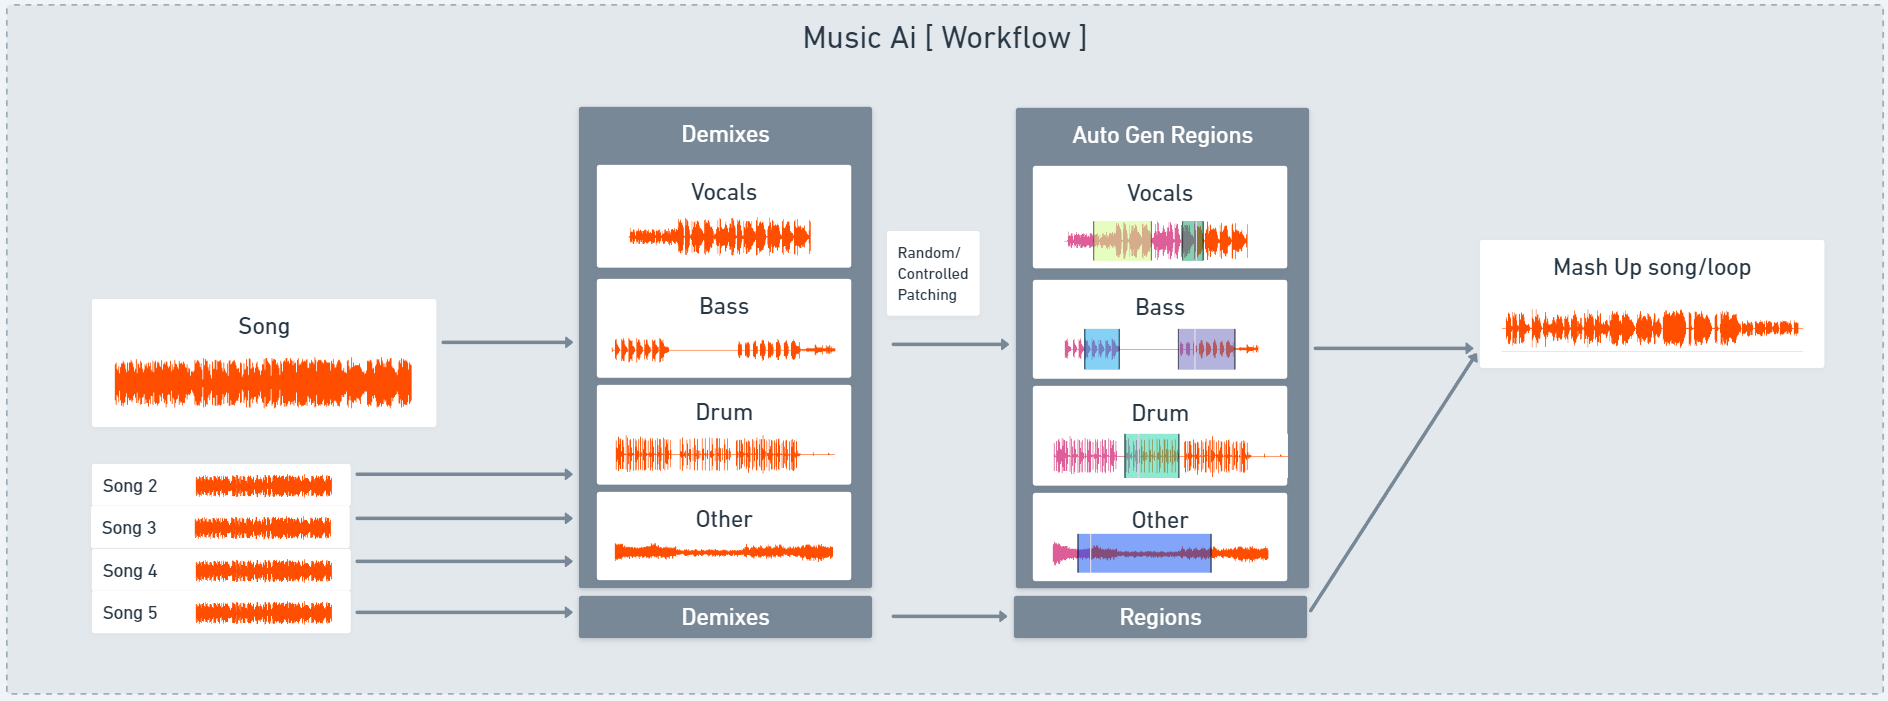 Music Ai [ Workflow ]
Song
Song 2
Song 3
Song 4
Song 5
Demixes
Vocals
Bass
Drum
Other
Demixes
Random/
Controlled
Patching
Auto Gen Regions
Vocals
Bass
Drum
Other
Regions
Mash Up song/loop